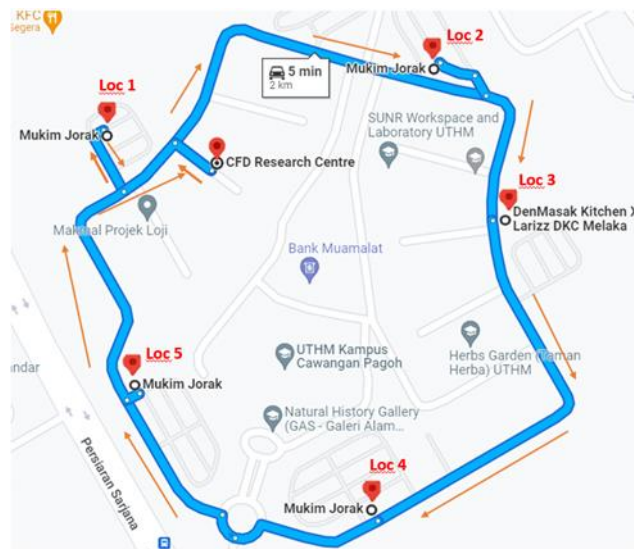 KFC
Segera
Loc 1
Mukim Jorak
5 min
2 km
Loc 2
Mukim Jorak
SUNR Workspace and
Laboratory UTHM
CFD Research Centre
Loc 3
DenMasak Kitchen X
Larizz DKC Melaka
Makmal Projek Loji
Bank Muamalat
Loc 5
Mukim Jorak
UTHM Kampus
Cawangan Pagoh
Herbs Garden (Taman
Herba) UTHM
andar
Natural History Gallery
(GAS - Galeri Alam...
Persiaran Sarjana
Loc 4
Mukim Jorak